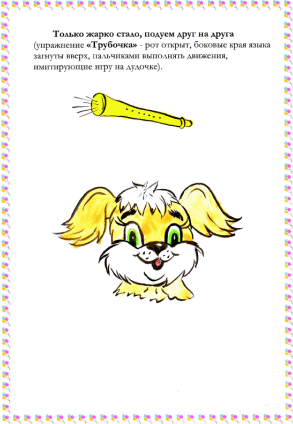 Только жарко стало, подуем друг на друга
(упражнение «Трубочка» - рот открыт, боковые края языка
загнуты вверх, пальчиками выполнять движения,
имитирующие игру на дудочке).